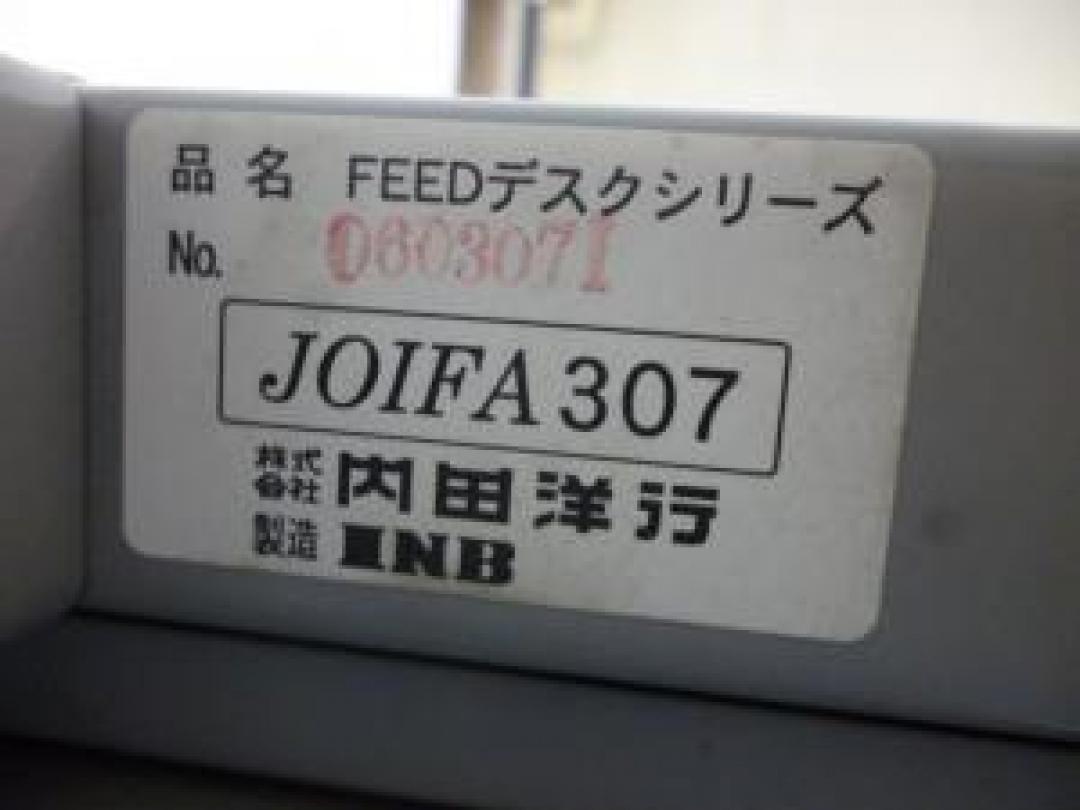 品名 FEEDデスクシリーズ
No. 0603071
JOIFA 307
株式会社 内田洋行
製造 INB